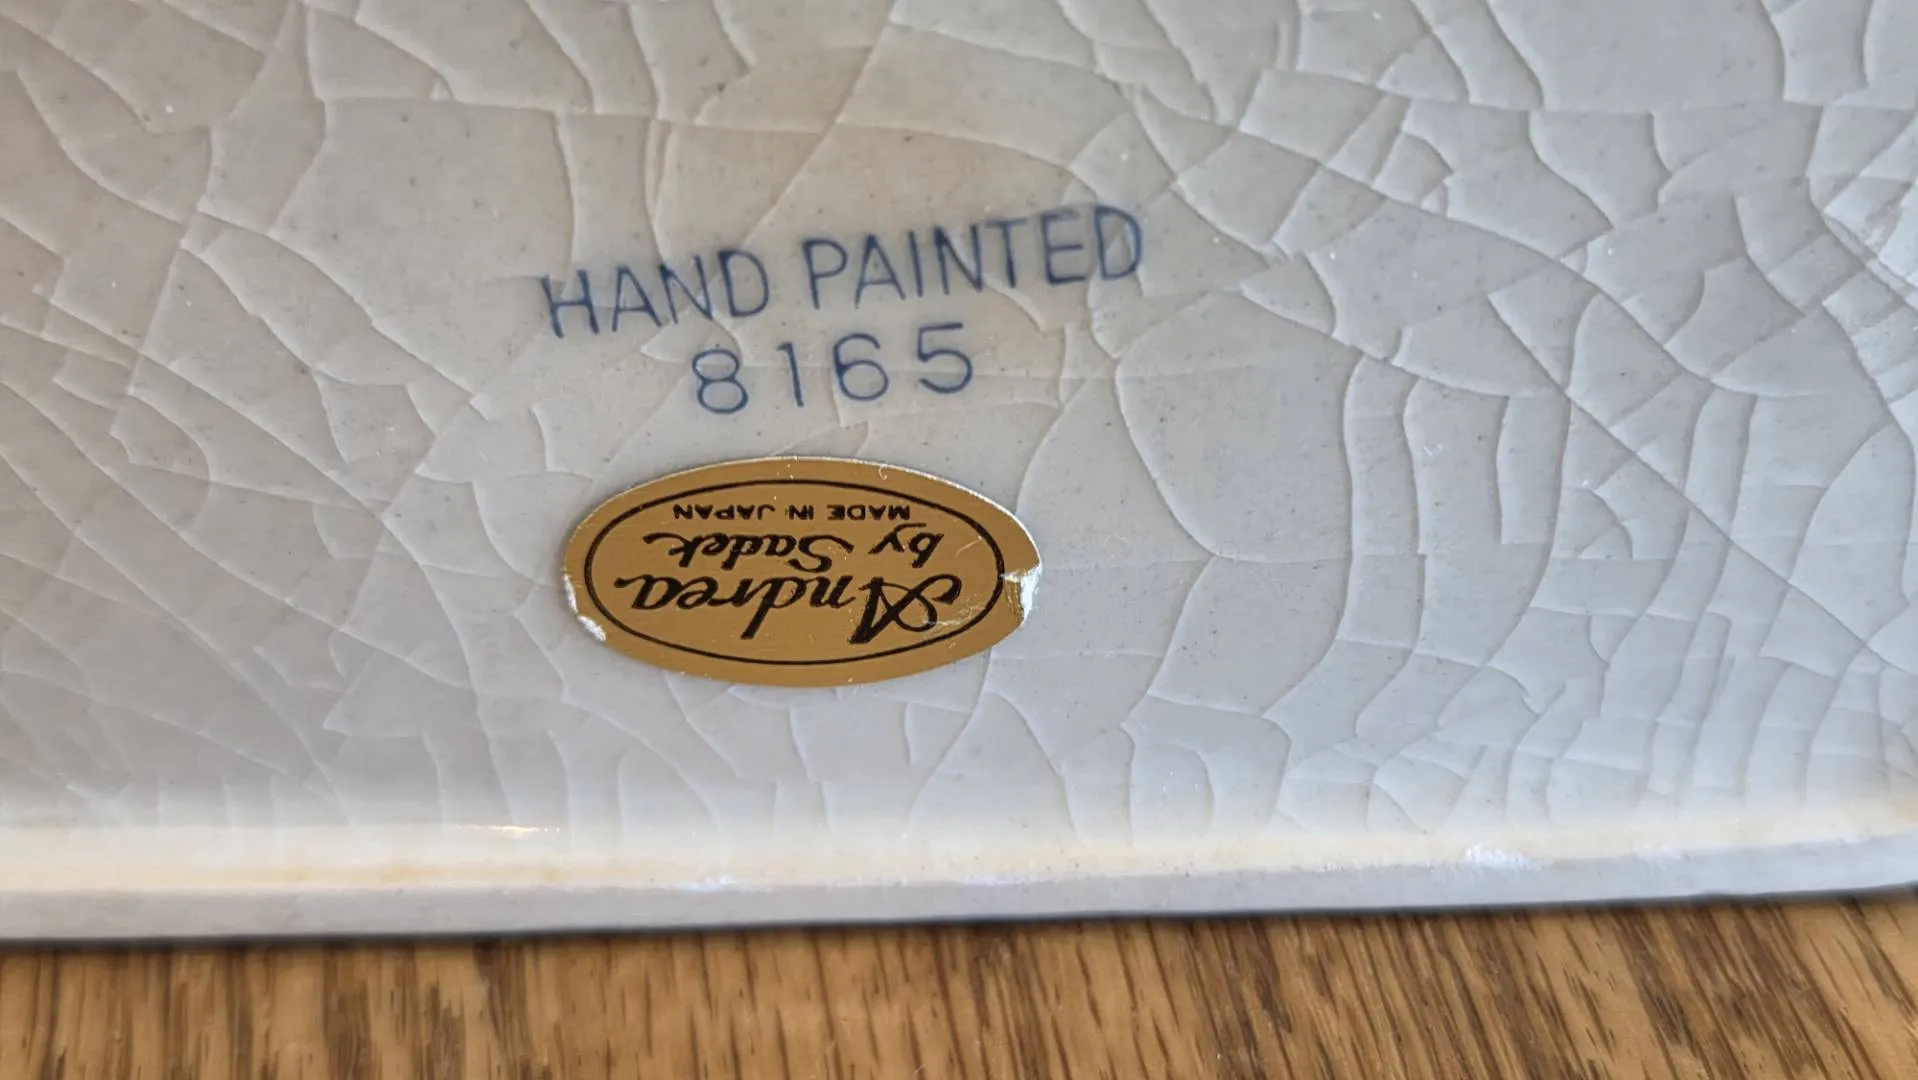 HAND PAINTED
8165
Andrea
by Sadek
MADE IN JAPAN